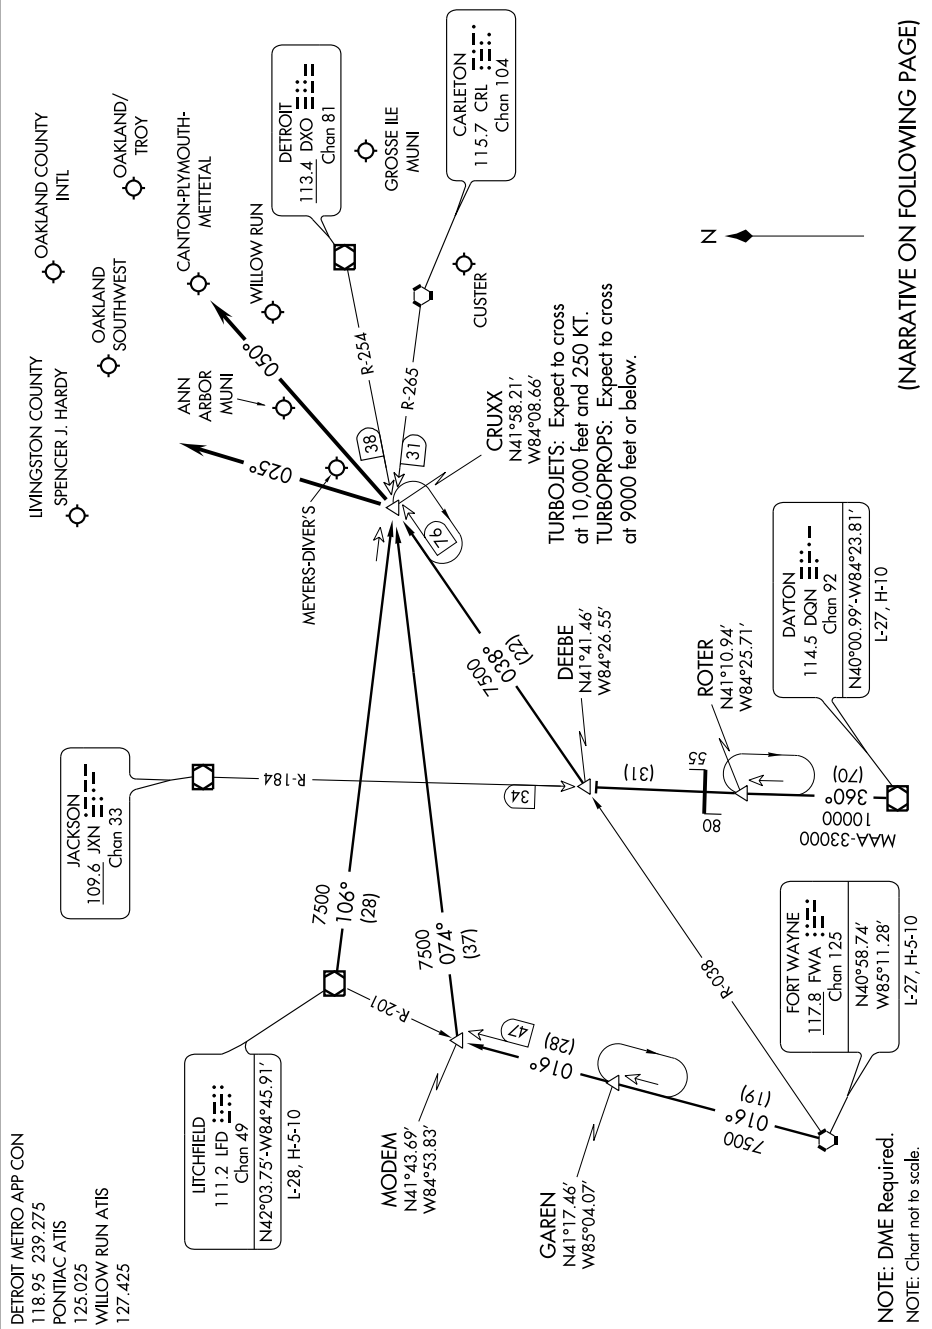 DETROIT METRO APP CON
118.95 239.275
PONTIAC ATIS
125.025
WILLOW RUN ATIS
127.425
LIVINGSTON COUNTY
SPENCER J. HARDY
OAKLAND COUNTY
INTL
OAKLAND
SOUTHWEST
OAKLAND/
TROY
CANTON-PLYMOUTH-
METTETAL
ANN
ARBOR
MUNI
WILLOW RUN
MEYERS-DIVER'S
025°
050°
DETROIT
113.4 DXO
Chan 81
GROSSE ILE
MUNI
CARLETON
115.7 CRL
Chan 104
CUSTER
R-254
38
R-265
31
CRUXX
N41°58.21'
W84°08.66'
TURBOJETS: Expect to cross
at 10,000 feet and 250 KT.
TURBOPROPS: Expect to cross
at 9000 feet or below.
N
JACKSON
109.6 JXN
Chan 33
R-184
34
LITCHFIELD
111.2 LFD
Chan 49
N42°03.75'-W84°45.91'
L-28, H-5-10
7500
106°
(28)
R-201
7500
074°
(37)
76
7500
038°
(22)
MODEM
N41°43.69'
W84°53.83'
47
016°
(28)
GAREN
N41°17.46'
W85°04.07'
7500
016°
(19)
DEEBE
N41°41.46'
W84°26.55'
(31)
55
80
ROTER
N41°10.94'
W84°25.71'
MAA-33000
10000
360°
(70)
DAYTON
114.5 DQN
Chan 92
N40°00.99'-W84°23.81'
L-27, H-10
R-038
FORT WAYNE
117.8 FWA
Chan 125
N40°58.74'
W85°11.28'
L-27, H-5-10
NOTE: DME Required.
NOTE: Chart not to scale.
(NARRATIVE ON FOLLOWING PAGE)